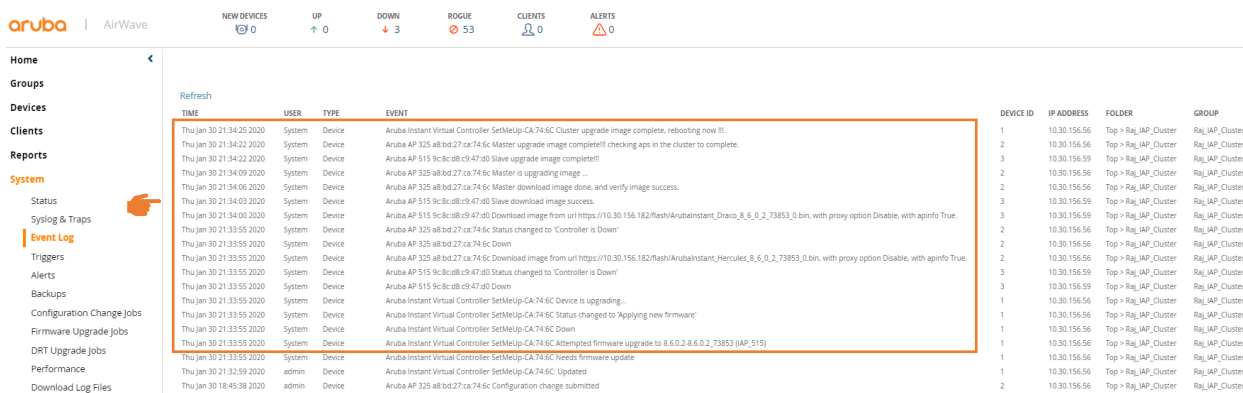 aruba | AirWave
NEW DEVICES UP DOWN ROGUE CLIENTS ALERTS
0 0 3 53 0 0
Home
Groups
Devices
Clients
Reports
System
Status
Syslog & Traps
Event Log
Triggers
Alerts
Backups
Configuration Change Jobs
Firmware Upgrade Jobs
DRT Upgrade Jobs
Performance
Download Log Files
Refresh
TIME USER TYPE EVENT DEVICE ID IP ADDRESS FOLDER GROUP
Thu Jan 30 21:34:25 2020 System Device Aruba Instant Virtual Controller SetMeUp-CA:74:6C Cluster upgrade image complete, rebooting now !!!. 1 10.30.156.56 Top > Raj_IAP_Cluster Raj_IAP_Cluster
Thu Jan 30 21:34:22 2020 System Device Aruba AP 325 a8:bd:27:ca:74:6c Master upgrade image complete!!! checking aps in the cluster to complete. 2 10.30.156.56 Top > Raj_IAP_Cluster Raj_IAP_Cluster
Thu Jan 30 21:34:22 2020 System Device Aruba AP 515 9c:8c:d8:c9:47:d0 Slave upgrade image complete!!! 3 10.30.156.59 Top > Raj_IAP_Cluster Raj_IAP_Cluster
Thu Jan 30 21:34:09 2020 System Device Aruba AP 325 a8:bd:27:ca:74:6c Master is upgrading image ... 2 10.30.156.56 Top > Raj_IAP_Cluster Raj_IAP_Cluster
Thu Jan 30 21:34:06 2020 System Device Aruba AP 325 a8:bd:27:ca:74:6c Master download image done, and verify image success. 2 10.30.156.56 Top > Raj_IAP_Cluster Raj_IAP_Cluster
Thu Jan 30 21:34:03 2020 System Device Aruba AP 515 9c:8c:d8:c9:47:d0 Slave download image success. 3 10.30.156.59 Top > Raj_IAP_Cluster Raj_IAP_Cluster
Thu Jan 30 21:34:00 2020 System Device Aruba AP 515 9c:8c:d8:c9:47:d0 Download image from url https://10.30.156.182/flash/ArubaInstant_Draco_8_6_0_2_73853_0.bin, with proxy option Disable, with apinfo True. 3 10.30.156.59 Top > Raj_IAP_Cluster Raj_IAP_Cluster
Thu Jan 30 21:33:55 2020 System Device Aruba AP 325 a8:bd:27:ca:74:6c Status changed to 'Controller is Down' 2 10.30.156.56 Top > Raj_IAP_Cluster Raj_IAP_Cluster
Thu Jan 30 21:33:55 2020 System Device Aruba AP 325 a8:bd:27:ca:74:6c Down 2 10.30.156.56 Top > Raj_IAP_Cluster Raj_IAP_Cluster
Thu Jan 30 21:33:55 2020 System Device Aruba AP 325 a8:bd:27:ca:74:6c Download image from url https://10.30.156.182/flash/ArubaInstant_Hercules_8_6_0_2_73853_0.bin, with proxy option Disable, with apinfo True. 2 10.30.156.56 Top > Raj_IAP_Cluster Raj_IAP_Cluster
Thu Jan 30 21:33:55 2020 System Device Aruba AP 515 9c:8c:d8:c9:47:d0 Status changed to 'Controller is Down' 3 10.30.156.59 Top > Raj_IAP_Cluster Raj_IAP_Cluster
Thu Jan 30 21:33:55 2020 System Device Aruba AP 515 9c:8c:d8:c9:47:d0 Down 3 10.30.156.59 Top > Raj_IAP_Cluster Raj_IAP_Cluster
Thu Jan 30 21:33:55 2020 System Device Aruba Instant Virtual Controller SetMeUp-CA:74:6C Device is upgrading... 1 10.30.156.56 Top > Raj_IAP_Cluster Raj_IAP_Cluster
Thu Jan 30 21:33:55 2020 System Device Aruba Instant Virtual Controller SetMeUp-CA:74:6C Status changed to 'Applying new firmware' 1 10.30.156.56 Top > Raj_IAP_Cluster Raj_IAP_Cluster
Thu Jan 30 21:33:55 2020 System Device Aruba Instant Virtual Controller SetMeUp-CA:74:6C Down 1 10.30.156.56 Top > Raj_IAP_Cluster Raj_IAP_Cluster
Thu Jan 30 21:33:55 2020 System Device Aruba Instant Virtual Controller SetMeUp-CA:74:6C Attempted firmware upgrade to 8.6.0.2-8.6.0.2_73853 (IAP_515) 1 10.30.156.56 Top > Raj_IAP_Cluster Raj_IAP_Cluster
Thu Jan 30 21:33:55 2020 System Device Aruba Instant Virtual Controller SetMeUp-CA:74:6C Needs firmware update 1 10.30.156.56 Top > Raj_IAP_Cluster Raj_IAP_Cluster
Thu Jan 30 21:32:59 2020 admin Device Aruba Instant Virtual Controller SetMeUp-CA:74:6C: Updated 1 10.30.156.56 Top > Raj_IAP_Cluster Raj_IAP_Cluster
Thu Jan 30 18:45:38 2020 admin Device Aruba AP 325 a8:bd:27:ca:74:6c Configuration change submitted 2 10.30.156.56 Top > Raj_IAP_Cluster Raj_IAP_Cluster